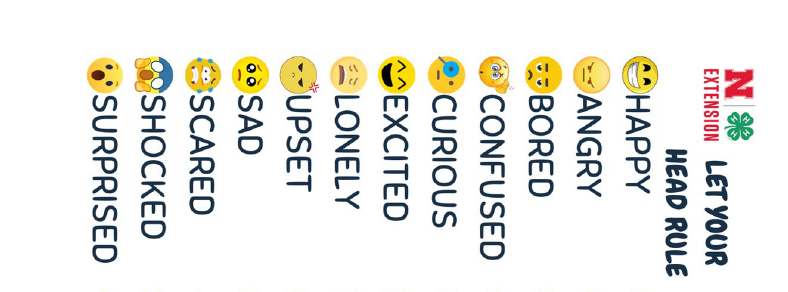 N
EXTENSION
LET YOUR
HEAD RULE
HAPPY
ANGRY
BORED
CONFUSED
CURIOUS
EXCITED
LONELY
UPSET
SAD
SCARED
SHOCKED
SURPRISED